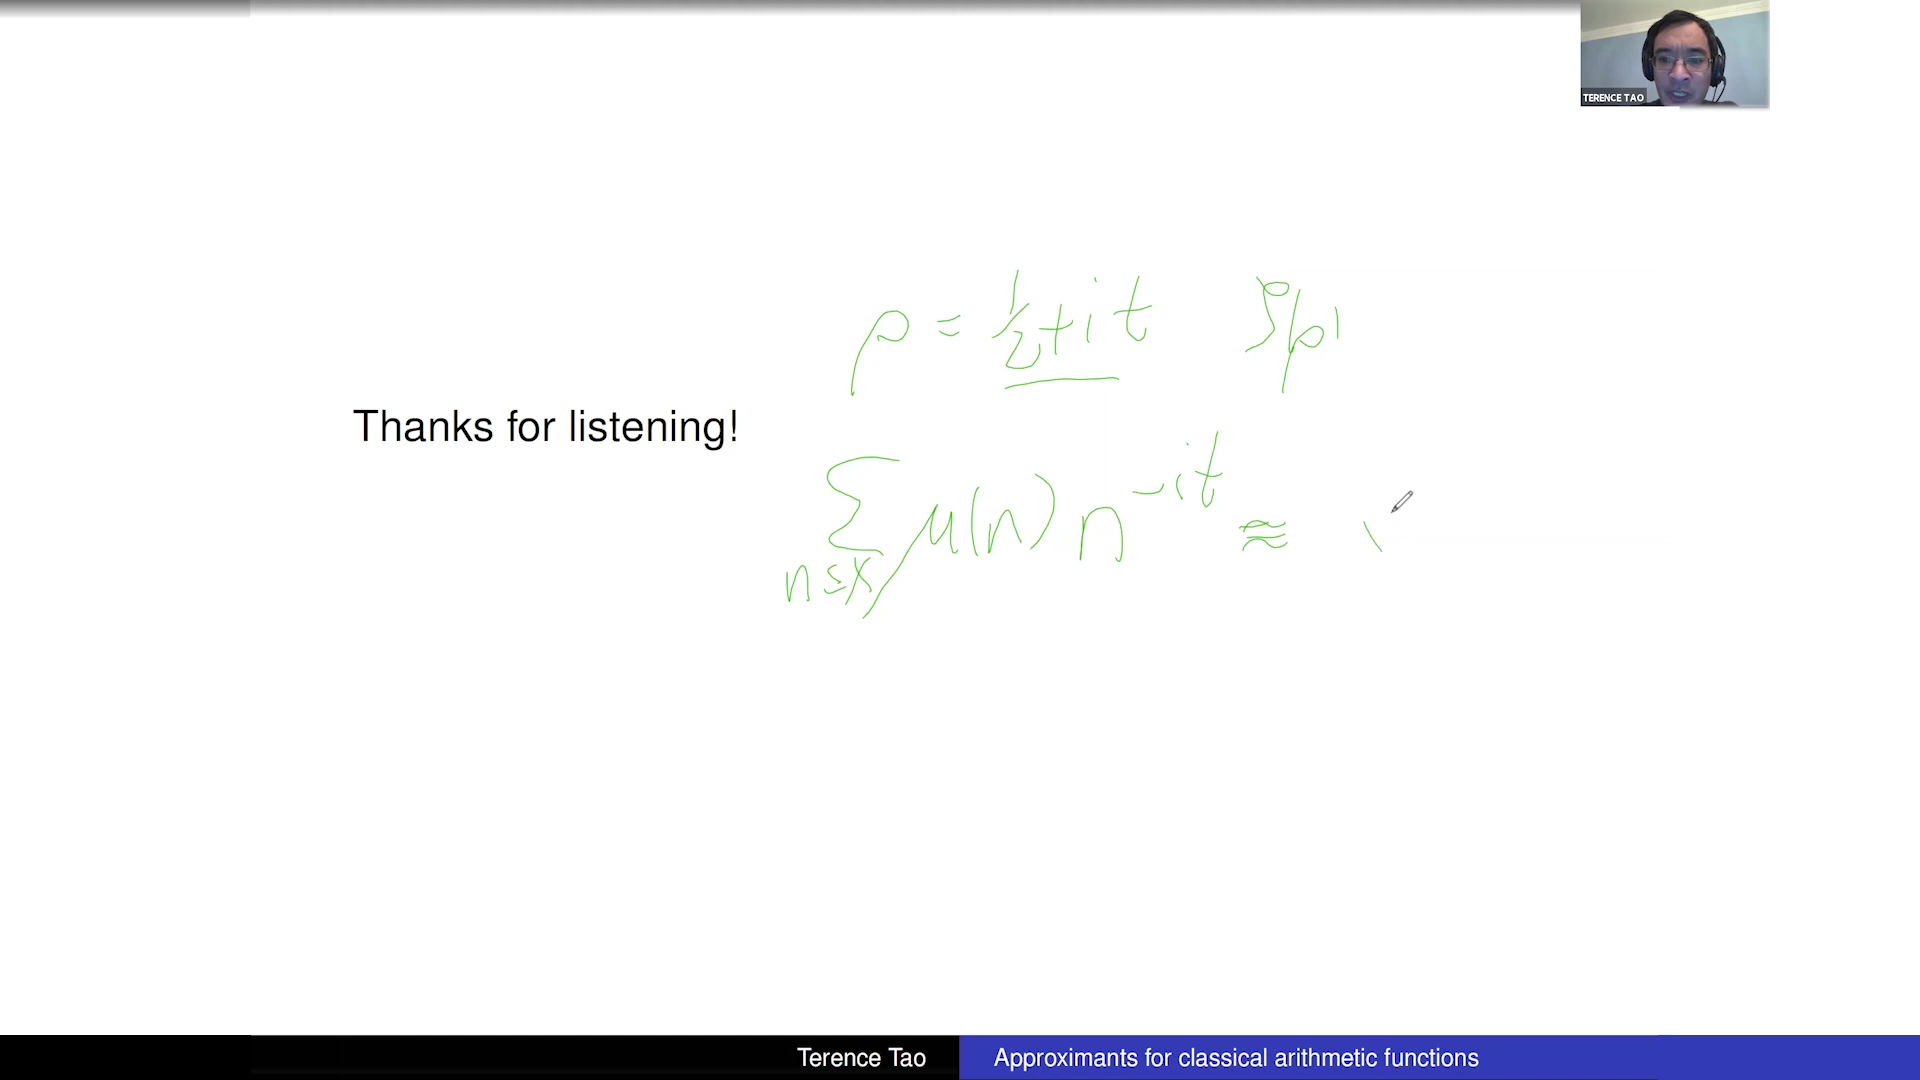 TERENCE TAO
ρ = ½ + it ζ(ρ)
Thanks for listening!
∑ μ(n) n^{-it} ≈
n ≤ x
Terence Tao
Approximants for classical arithmetic functions